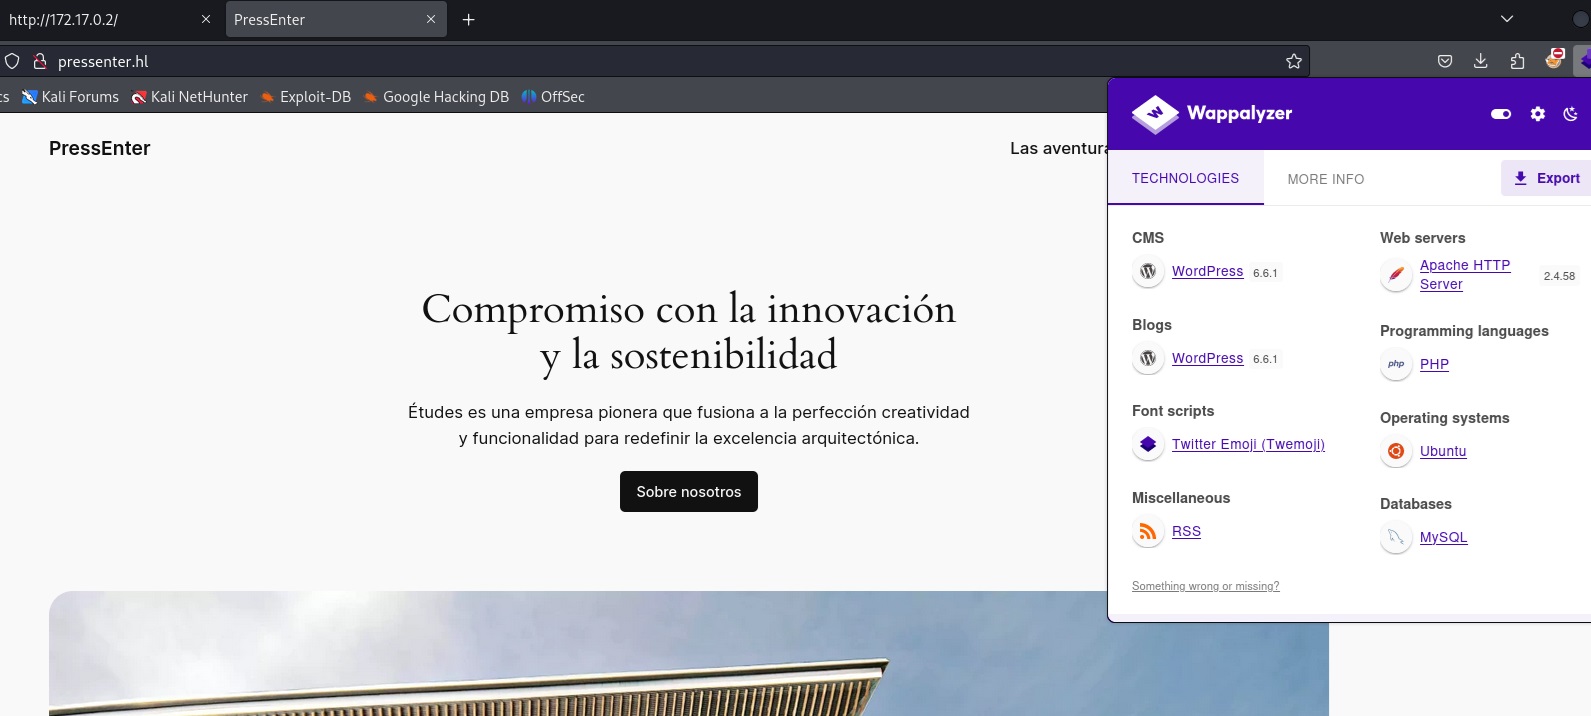 http://172.17.0.2/
PressEnter
pressenter.hl
cs Kali Forums Kali NetHunter Exploit-DB Google Hacking DB OffSec
PressEnter
Las aventura
Compromiso con la innovación
y la sostenibilidad
Études es una empresa pionera que fusiona a la perfección creatividad
y funcionalidad para redefinir la excelencia arquitectónica.
Sobre nosotros
Wappalyzer
TECHNOLOGIES
MORE INFO
Export
CMS
WordPress 6.6.1
Blogs
WordPress 6.6.1
Font scripts
Twitter Emoji (Twemoji)
Miscellaneous
RSS
Web servers
Apache HTTP
Server
2.4.58
Programming languages
php PHP
Operating systems
Ubuntu
Databases
MySQL
Something wrong or missing?